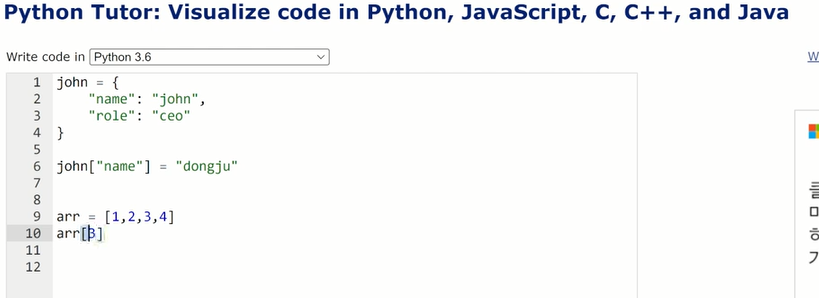 Python Tutor: Visualize code in Python, JavaScript, C, C++, and Java
Write code in Python 3.6
W
1 john = {
2 "name": "john",
3 "role": "ceo"
4 }
5
6 john["name"] = "dongju"
7
8
9 arr = [1,2,3,4]
10 arr[3]
11
12